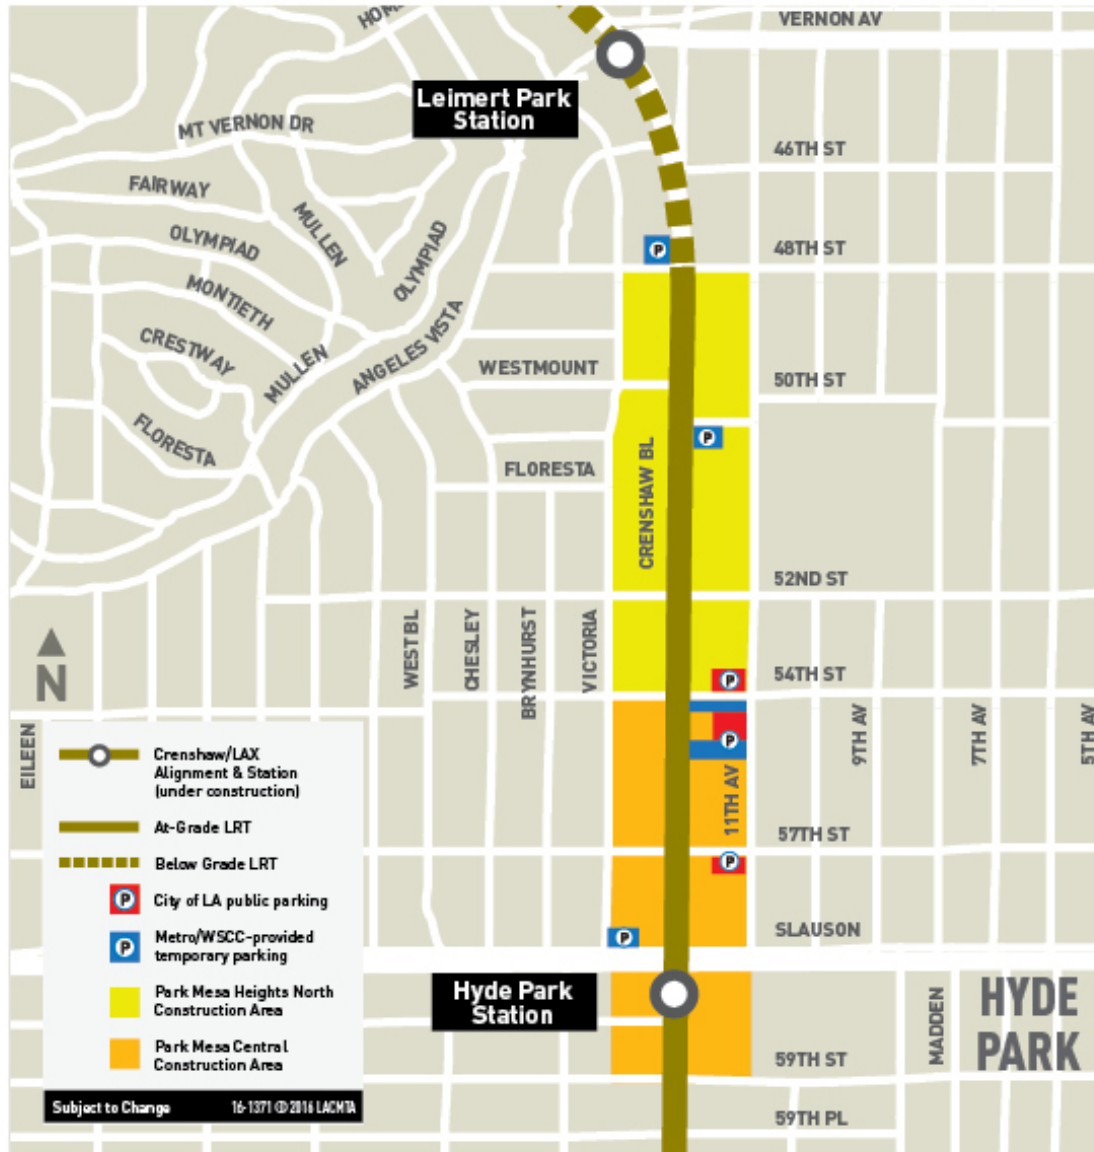 HOM
VERNON AV
Leimert Park
Station
MT VERNON DR
46TH ST
FAIRWAY
MULLEN
OLYMPIAD
OLYMPIAD
P
48TH ST
MONTIETH
ANGELES VISTA
CRESTWAY
MULLEN
WESTMOUNT
50TH ST
FLORESTA
P
CRENSHAW BL
FLORESTA
52ND ST
N
WEST BL
CHESLEY
BRYNHURST
VICTORIA
P
54TH ST
EILEEN
P
11TH AV
9TH AV
7TH AV
5TH AV
57TH ST
P
P
SLAUSON
Hyde Park
Station
MADDEN
HYDE
PARK
59TH ST
59TH PL
Crenshaw/LAX
Alignment & Station
(under construction)
At-Grade LRT
Below Grade LRT
P City of LA public parking
P Metro/WSCC-provided
temporary parking
Park Mesa Heights North
Construction Area
Park Mesa Central
Construction Area
Subject to Change 16-1371 © 2016 LACMTA